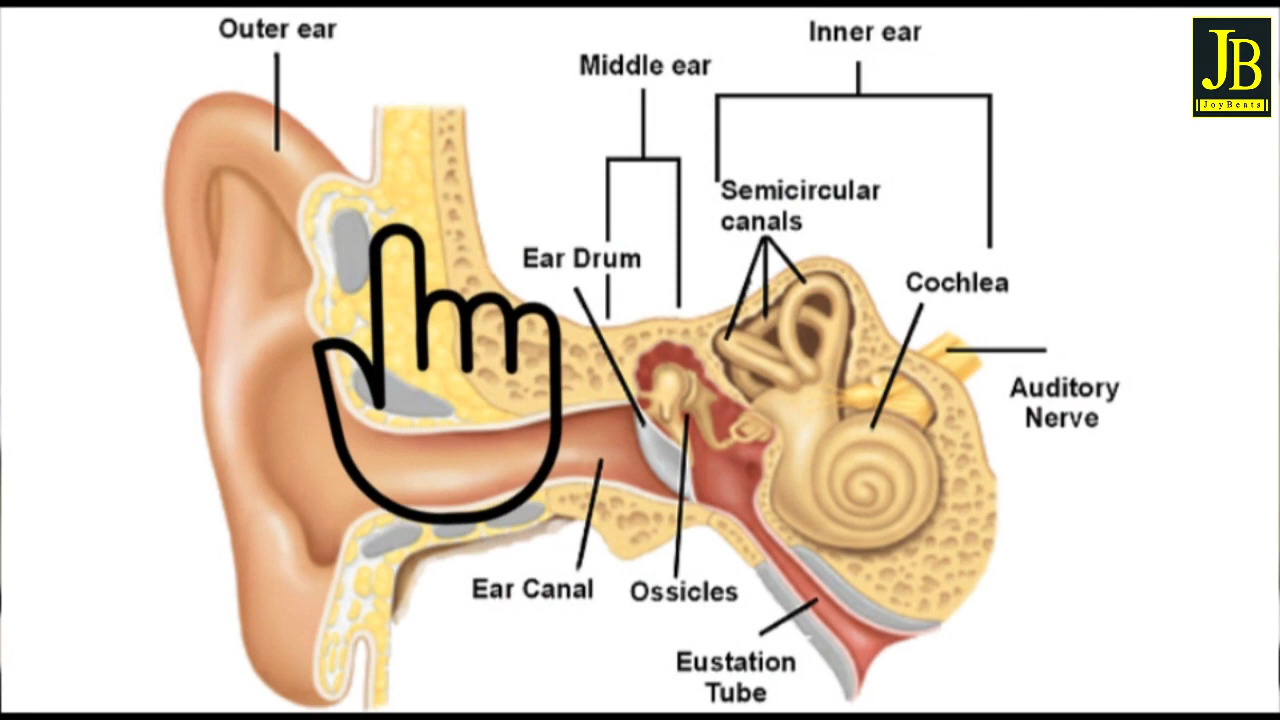 Outer ear
Middle ear
Inner ear
JB
JoyBeats
Semicircular
canals
Ear Drum
Cochlea
Auditory
Nerve
Ear Canal
Ossicles
Eustation
Tube